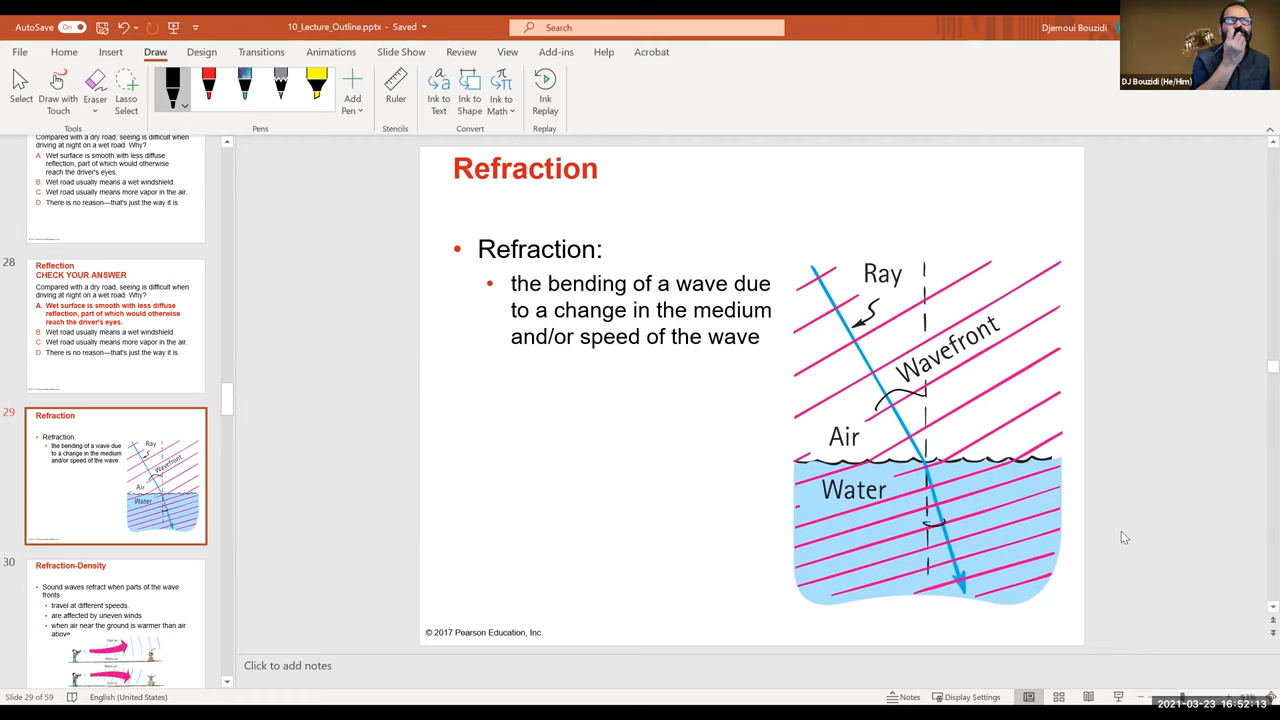 AutoSave
On
10_Lecture_Outline.pptx - Saved
Search
Djemoui Bouzidi
File Home Insert Draw Design Transitions Animations Slide Show Review View Add-ins Help Acrobat
Select
Draw with Touch
Eraser
Lasso Select
Add Pen
Ruler
Ink to Text
Ink to Shape
Ink to Math
Ink Replay
Tools
Pens
Stencils
Convert
Replay
DJ Bouzidi (He/Him)
Compared with a dry road, seeing is difficult when
driving at night on a wet road. Why?
A. Wet surface is smooth with less diffuse
reflection, part of which would otherwise
reach the driver's eyes.
B. Wet road usually means a wet windshield.
C. Wet road usually means more vapor in the air.
D. There is no reason—that's just the way it is.
28
Reflection
CHECK YOUR ANSWER
Compared with a dry road, seeing is difficult when
driving at night on a wet road. Why?
A. Wet surface is smooth with less diffuse
reflection, part of which would otherwise
reach the driver's eyes.
B. Wet road usually means a wet windshield.
C. Wet road usually means more vapor in the air.
D. There is no reason—that's just the way it is.
29
Refraction
• Refraction:
• the bending of a wave due
to a change in the medium
and/or speed of the wave
Ray
Wavefront
Air
Water
30
Refraction-Density
• Sound waves refract when parts of the wave
fronts
• travel at different speeds.
• are affected by uneven winds
• when air near the ground is warmer than air
above
Refraction
• Refraction:
• the bending of a wave due
to a change in the medium
and/or speed of the wave
Ray
Wavefront
Air
Water
© 2017 Pearson Education, Inc.
Click to add notes
Slide 29 of 59
English (United States)
Notes
Display Settings
2021-03-23 16:52:13